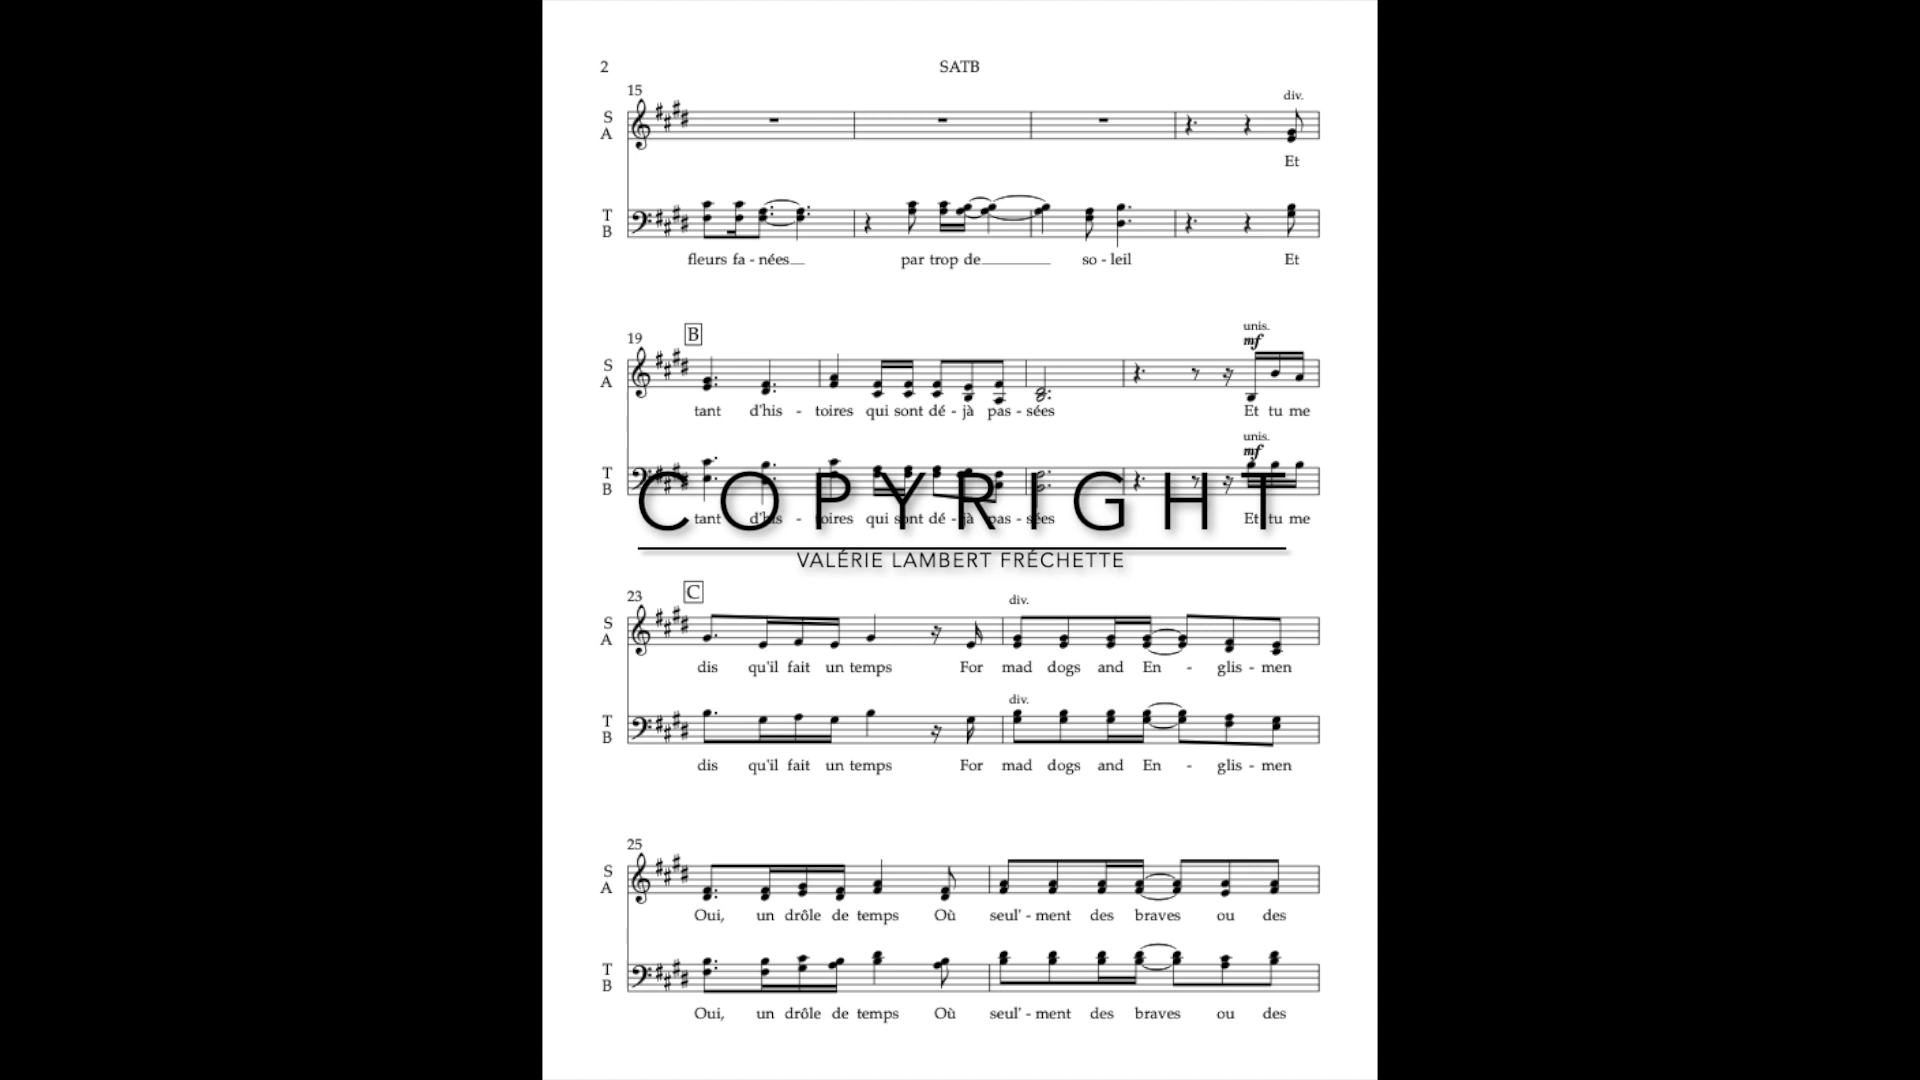 2 SATB
15 div.
S
A
Et
T
B
fleurs fa - nées par trop de so - leil Et
19 B unis.
mf
S
A
tant d'his - toires qui sont dé - jà pas - sées Et tu me
unis.
mf
T
B
COPYRIGHT
tant d'his - toires qui sont dé - jà pas - sées Et tu me
VALÉRIE LAMBERT FRÉCHETTE
23 C div.
S
A
dis qu'il fait un temps For mad dogs and En - glis - men
div.
T
B
dis qu'il fait un temps For mad dogs and En - glis - men
25
S
A
Oui, un drôle de temps Où seul' - ment des braves ou des
T
B
Oui, un drôle de temps Où seul' - ment des braves ou des